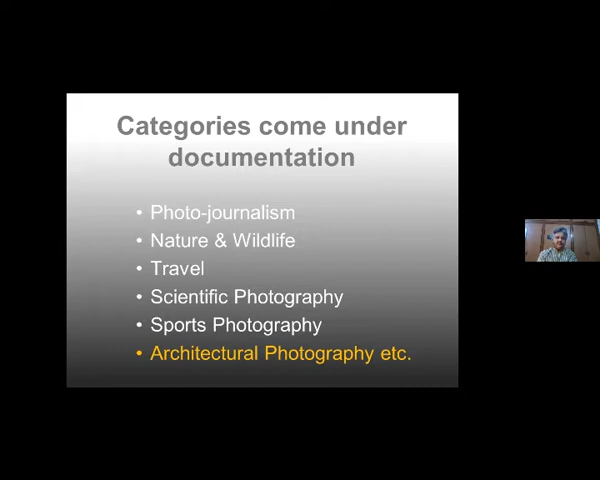 Categories come under
documentation
• Photo-journalism
• Nature & Wildlife
• Travel
• Scientific Photography
• Sports Photography
• Architectural Photography etc.